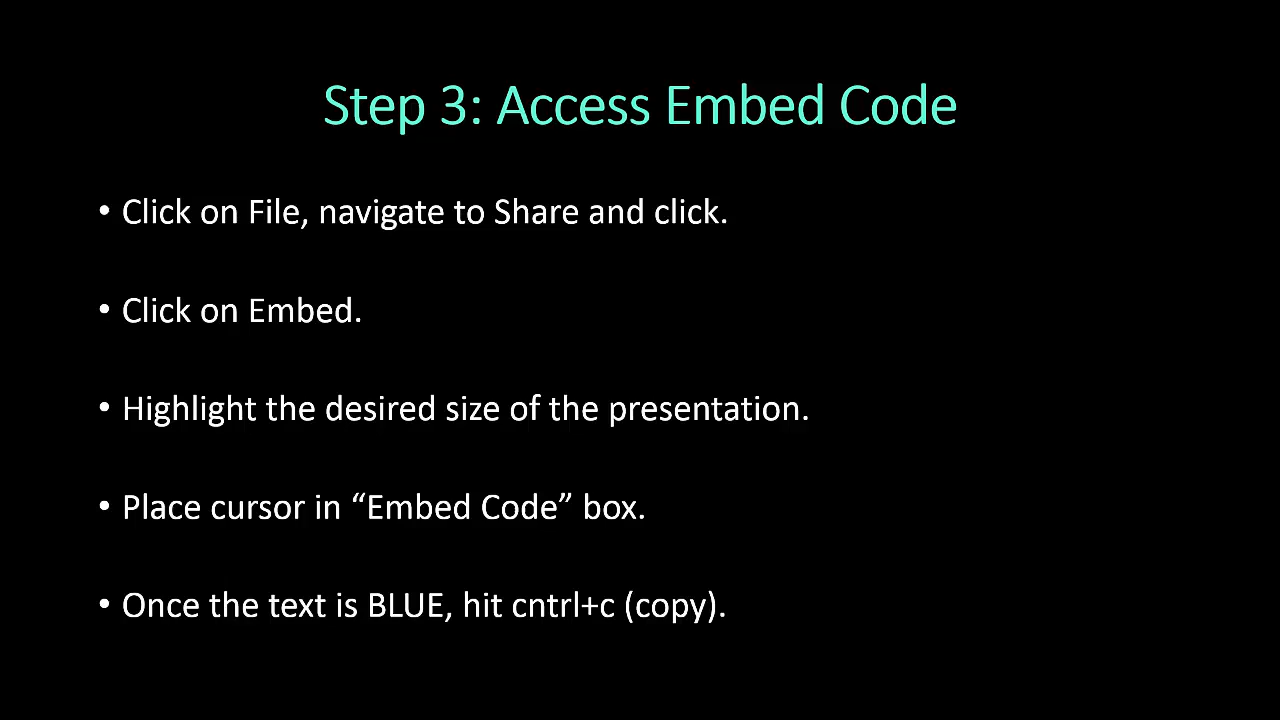 Step 3: Access Embed Code
• Click on File, navigate to Share and click.
• Click on Embed.
• Highlight the desired size of the presentation.
• Place cursor in “Embed Code” box.
• Once the text is BLUE, hit cntrl+c (copy).